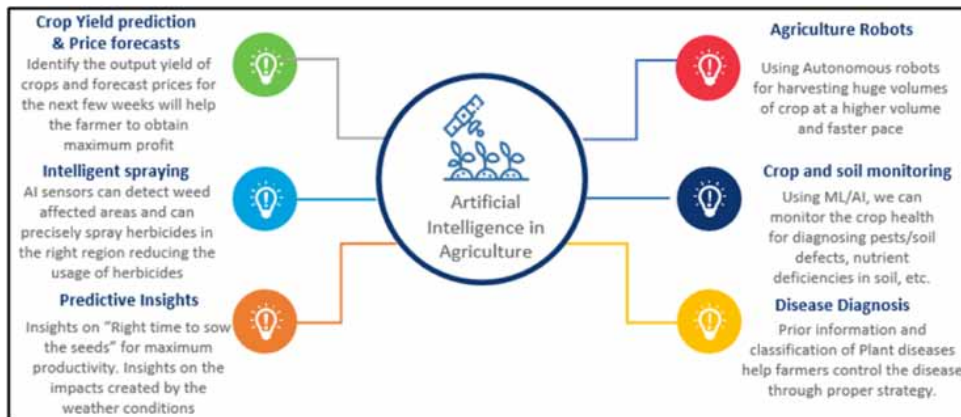 Crop Yield prediction
& Price forecasts
Identify the output yield of
crops and forecast prices for
the next few weeks will help
the farmer to obtain
maximum profit
Intelligent spraying
AI sensors can detect weed
affected areas and can
precisely spray herbicides in
the right region reducing the
usage of herbicides
Predictive Insights
Insights on "Right time to sow
the seeds" for maximum
productivity. Insights on the
impacts created by the
weather conditions
Artificial
Intelligence in
Agriculture
Agriculture Robots
Using Autonomous robots
for harvesting huge volumes
of crop at a higher volume
and faster pace
Crop and soil monitoring
Using ML/AI, we can
monitor the crop health
for diagnosing pests/soil
defects, nutrient
deficiencies in soil, etc.
Disease Diagnosis
Prior information and
classification of Plant diseases
help farmers control the disease
through proper strategy.